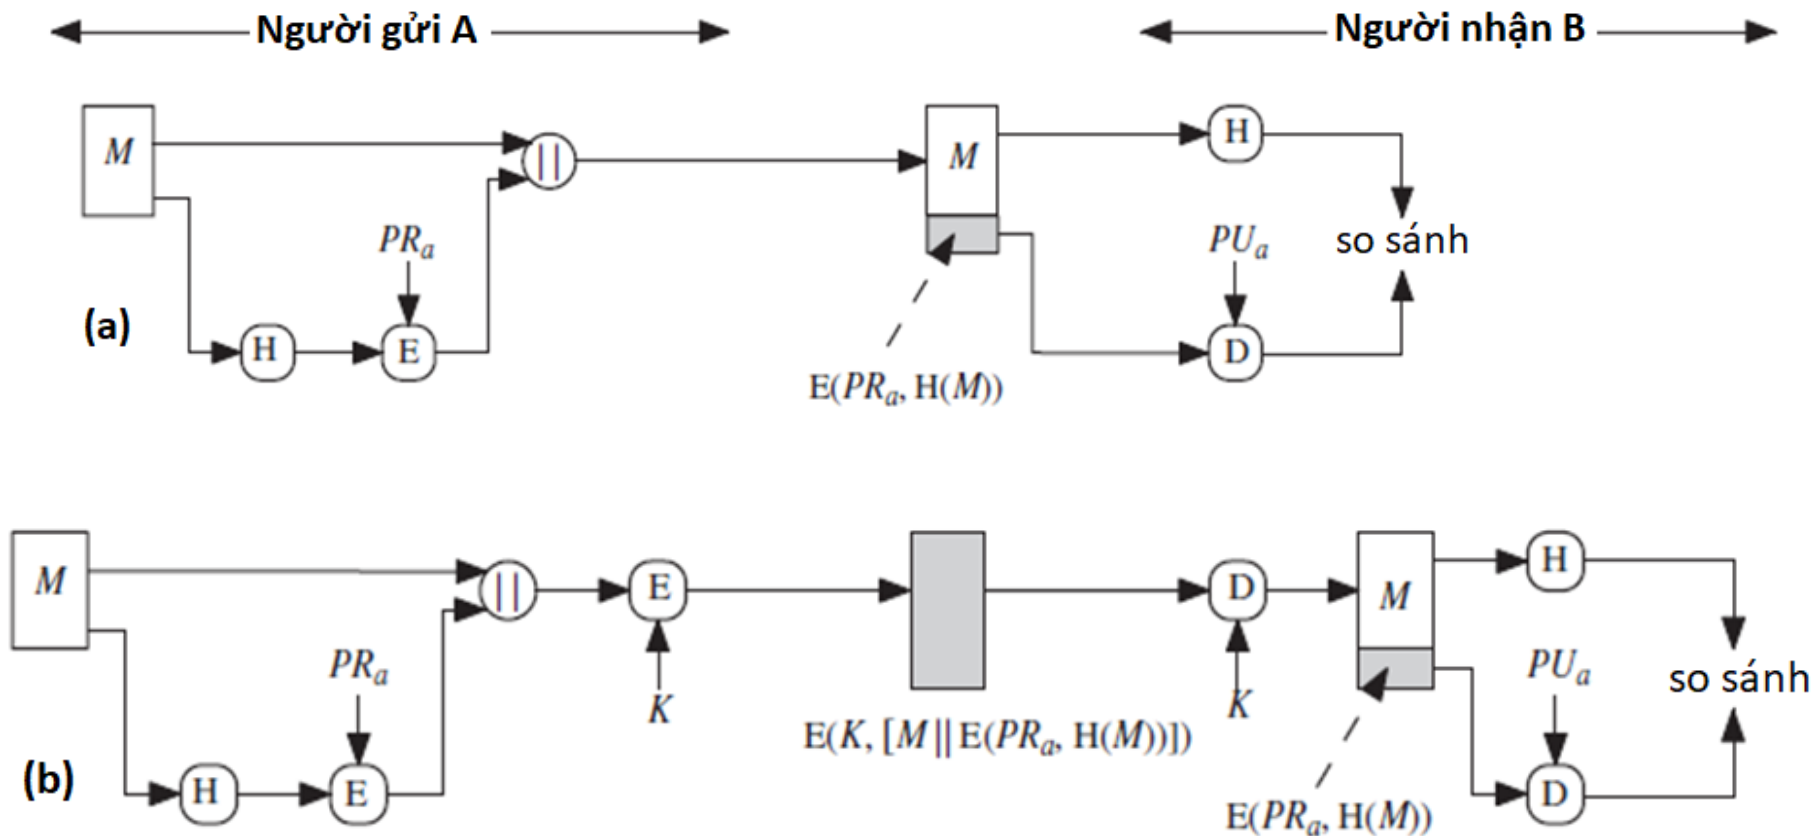 Người gửi A
Người nhận B
M
||
M
H
PRa
PUa
so sánh
(a)
H
E
D
E(PRa, H(M))
M
||
E
D
M
H
PRa
K
K
PUa
so sánh
E(K, [M || E(PRa, H(M))])
(b)
H
E
D
E(PRa, H(M))